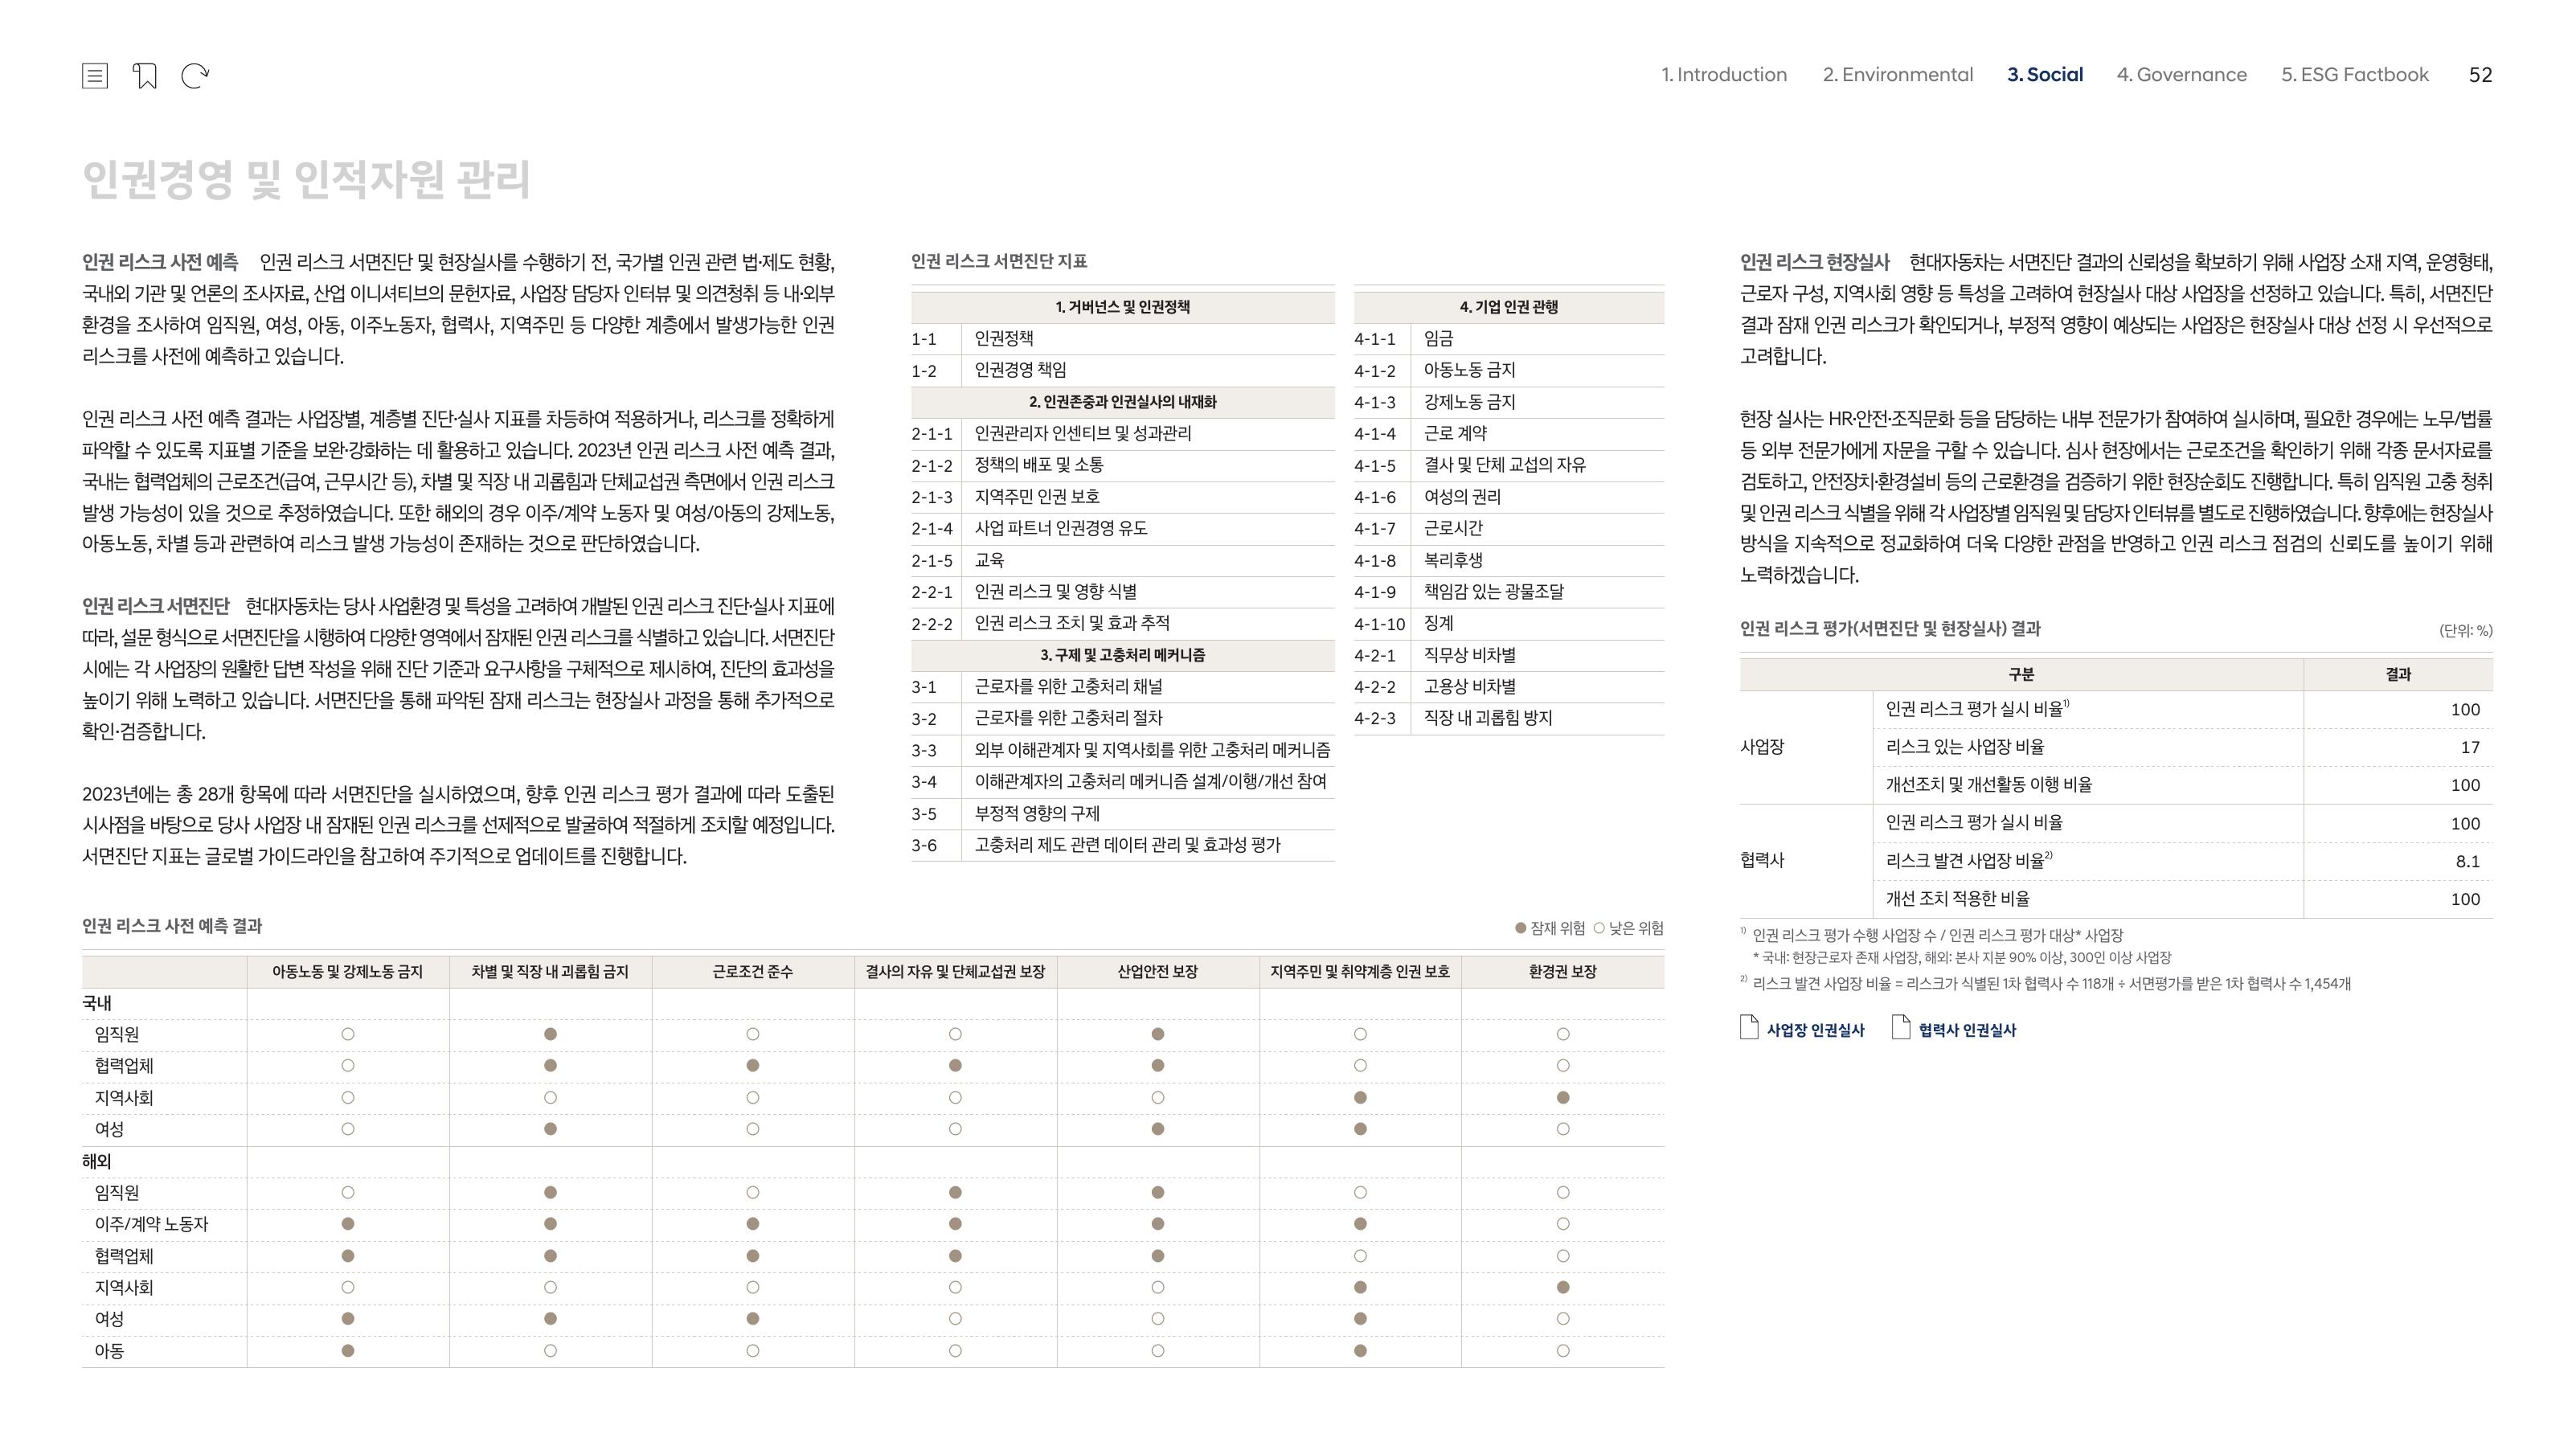 1. Introduction 2. Environmental 3. Social 4. Governance 5. ESG Factbook 52
인권경영 및 인적자원 관리
인권 리스크 사전 예측 인권 리스크 서면진단 및 현장실사를 수행하기 전, 국가별 인권 관련 법·제도 현황,
국내외 기관 및 언론의 조사자료, 산업 이니셔티브의 문헌자료, 사업장 담당자 인터뷰 및 의견청취 등 내·외부
환경을 조사하여 임직원, 여성, 아동, 이주노동자, 협력사, 지역주민 등 다양한 계층에서 발생가능한 인권
리스크를 사전에 예측하고 있습니다.
인권 리스크 사전 예측 결과는 사업장별, 계층별 진단·실사 지표를 차등하여 적용하거나, 리스크를 정확하게
파악할 수 있도록 지표별 기준을 보완·강화하는 데 활용하고 있습니다. 2023년 인권 리스크 사전 예측 결과,
국내는 협력업체의 근로조건(급여, 근무시간 등), 차별 및 직장 내 괴롭힘과 단체교섭권 측면에서 인권 리스크
발생 가능성이 있을 것으로 추정하였습니다. 또한 해외의 경우 이주/계약 노동자 및 여성/아동의 강제노동,
아동노동, 차별 등과 관련하여 리스크 발생 가능성이 존재하는 것으로 판단하였습니다.
인권 리스크 서면진단 현대자동차는 당사 사업환경 및 특성을 고려하여 개발된 인권 리스크 진단·실사 지표에
따라, 설문 형식으로 서면진단을 시행하여 다양한 영역에서 잠재된 인권 리스크를 식별하고 있습니다. 서면진단
시에는 각 사업장의 원활한 답변 작성을 위해 진단 기준과 요구사항을 구체적으로 제시하여, 진단의 효과성을
높이기 위해 노력하고 있습니다. 서면진단을 통해 파악된 잠재 리스크는 현장실사 과정을 통해 추가적으로
확인·검증합니다.
2023년에는 총 28개 항목에 따라 서면진단을 실시하였으며, 향후 인권 리스크 평가 결과에 따라 도출된
시사점을 바탕으로 당사 사업장 내 잠재된 인권 리스크를 선제적으로 발굴하여 적절하게 조치할 예정입니다.
서면진단 지표는 글로벌 가이드라인을 참고하여 주기적으로 업데이트를 진행합니다.
인권 리스크 서면진단 지표
1. 거버넌스 및 인권정책
1-1 인권정책
1-2 인권경영 책임
2. 인권존중과 인권실사의 내재화
2-1-1 인권관리자 인센티브 및 성과관리
2-1-2 정책의 배포 및 소통
2-1-3 지역주민 인권 보호
2-1-4 사업 파트너 인권경영 유도
2-1-5 교육
2-2-1 인권 리스크 및 영향 식별
2-2-2 인권 리스크 조치 및 효과 추적
3. 구제 및 고충처리 메커니즘
3-1 근로자를 위한 고충처리 채널
3-2 근로자를 위한 고충처리 절차
3-3 외부 이해관계자 및 지역사회를 위한 고충처리 메커니즘
3-4 이해관계자의 고충처리 메커니즘 설계/이행/개선 참여
3-5 부정적 영향의 구제
3-6 고충처리 제도 관련 데이터 관리 및 효과성 평가
4. 기업 인권 관행
4-1-1 임금
4-1-2 아동노동 금지
4-1-3 강제노동 금지
4-1-4 근로 계약
4-1-5 결사 및 단체 교섭의 자유
4-1-6 여성의 권리
4-1-7 근로시간
4-1-8 복리후생
4-1-9 책임감 있는 광물조달
4-1-10 징계
4-2-1 직무상 비차별
4-2-2 고용상 비차별
4-2-3 직장 내 괴롭힘 방지
인권 리스크 사전 예측 결과 ● 잠재 위험 ○ 낮은 위험
아동노동 및 강제노동 금지 차별 및 직장 내 괴롭힘 금지 근로조건 준수 결사의 자유 및 단체교섭권 보장 산업안전 보장 지역주민 및 취약계층 인권 보호 환경권 보장
국내
임직원 ○ ● ○ ○ ● ○ ○
협력업체 ○ ● ● ● ● ○ ○
지역사회 ○ ○ ○ ○ ○ ● ●
여성 ○ ● ○ ○ ● ● ○
해외
임직원 ○ ● ○ ● ● ○ ○
이주/계약 노동자 ● ● ● ● ● ● ○
협력업체 ● ● ● ● ● ○ ○
지역사회 ○ ○ ○ ○ ○ ● ●
여성 ● ● ● ○ ○ ● ○
아동 ● ○ ○ ○ ○ ● ○
인권 리스크 현장실사 현대자동차는 서면진단 결과의 신뢰성을 확보하기 위해 사업장 소재 지역, 운영형태,
근로자 구성, 지역사회 영향 등 특성을 고려하여 현장실사 대상 사업장을 선정하고 있습니다. 특히, 서면진단
결과 잠재 인권 리스크가 확인되거나, 부정적 영향이 예상되는 사업장은 현장실사 대상 선정 시 우선적으로
고려합니다.
현장 실사는 HR·안전·조직문화 등을 담당하는 내부 전문가가 참여하여 실시하며, 필요한 경우에는 노무/법률
등 외부 전문가에게 자문을 구할 수 있습니다. 심사 현장에서는 근로조건을 확인하기 위해 각종 문서자료를
검토하고, 안전장치·환경설비 등의 근로환경을 검증하기 위한 현장순회도 진행합니다. 특히 임직원 고충 청취
및 인권 리스크 식별을 위해 각 사업장별 임직원 및 담당자 인터뷰를 별도로 진행하였습니다. 향후에는 현장실사
방식을 지속적으로 정교화하여 더욱 다양한 관점을 반영하고 인권 리스크 점검의 신뢰도를 높이기 위해
노력하겠습니다.
인권 리스크 평가(서면진단 및 현장실사) 결과 (단위: %)
구분 결과
사업장
인권 리스크 평가 실시 비율1) 100
리스크 있는 사업장 비율 17
개선조치 및 개선활동 이행 비율 100
협력사
인권 리스크 평가 실시 비율 100
리스크 발견 사업장 비율2) 8.1
개선 조치 적용한 비율 100
1) 인권 리스크 평가 수행 사업장 수 / 인권 리스크 평가 대상* 사업장
* 국내: 현장근로자 존재 사업장, 해외: 본사 지분 90% 이상, 300인 이상 사업장
2) 리스크 발견 사업장 비율 = 리스크가 식별된 1차 협력사 수 118개 ÷ 서면평가를 받은 1차 협력사 수 1,454개
사업장 인권실사 협력사 인권실사